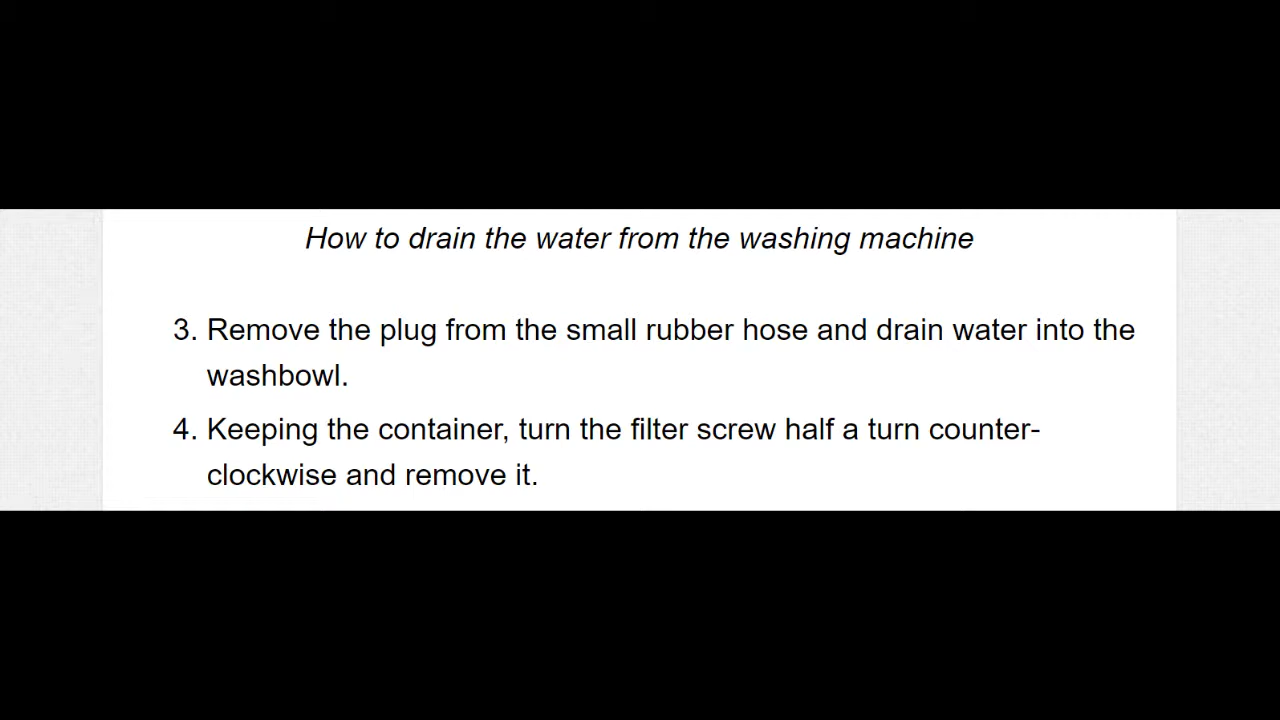 How to drain the water from the washing machine
3. Remove the plug from the small rubber hose and drain water into the
washbowl.
4. Keeping the container, turn the filter screw half a turn counter-
clockwise and remove it.